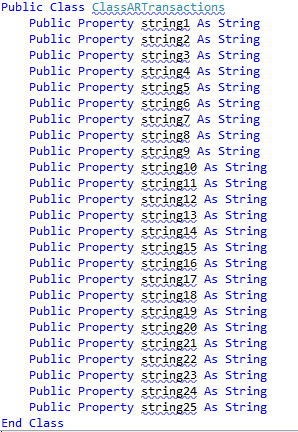 Public Class ClassARTransactions
    Public Property string1 As String
    Public Property string2 As String
    Public Property string3 As String
    Public Property string4 As String
    Public Property string5 As String
    Public Property string6 As String
    Public Property string7 As String
    Public Property string8 As String
    Public Property string9 As String
    Public Property string10 As String
    Public Property string11 As String
    Public Property string12 As String
    Public Property string13 As String
    Public Property string14 As String
    Public Property string15 As String
    Public Property string16 As String
    Public Property string17 As String
    Public Property string18 As String
    Public Property string19 As String
    Public Property string20 As String
    Public Property string21 As String
    Public Property string22 As String
    Public Property string23 As String
    Public Property string24 As String
    Public Property string25 As String
End Class